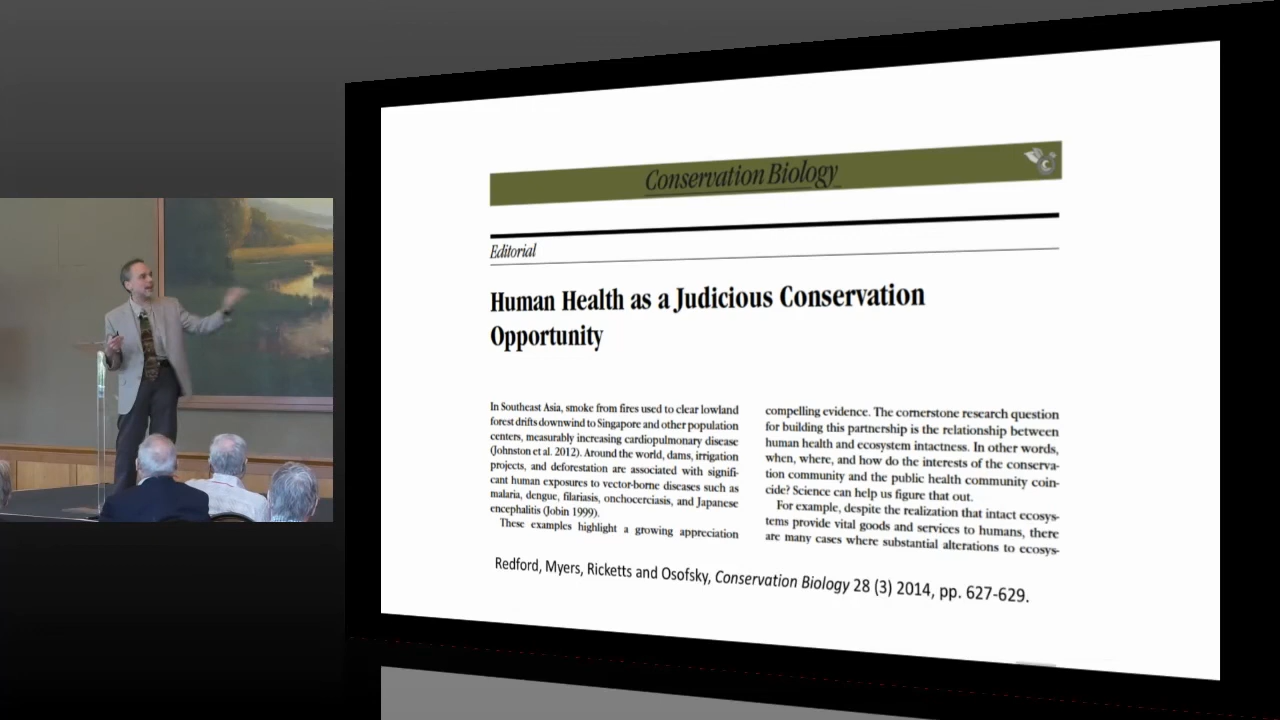 Conservation Biology
Editorial
Human Health as a Judicious Conservation
Opportunity
In Southeast Asia, smoke from fires used to clear lowland
forest drifts downwind to Singapore and other population
centers, measurably increasing cardiopulmonary disease
(Johnston et al. 2012). Around the world, dams, irrigation
projects, and deforestation are associated with signifi-
cant human exposures to vector-borne diseases such as
malaria, dengue, filariasis, onchocerciasis, and Japanese
encephalitis (Jobin 1999).
These examples highlight a growing appreciation
compelling evidence. The cornerstone research question
for building this partnership is the relationship between
human health and ecosystem intactness. In other words,
when, where, and how do the interests of the conserva-
tion community and the public health community coin-
cide? Science can help us figure that out.
For example, despite the realization that intact ecosys-
tems provide vital goods and services to humans, there
are many cases where substantial alterations to ecosys-
Redford, Myers, Ricketts and Osofsky, Conservation Biology 28 (3) 2014, pp. 627-629.